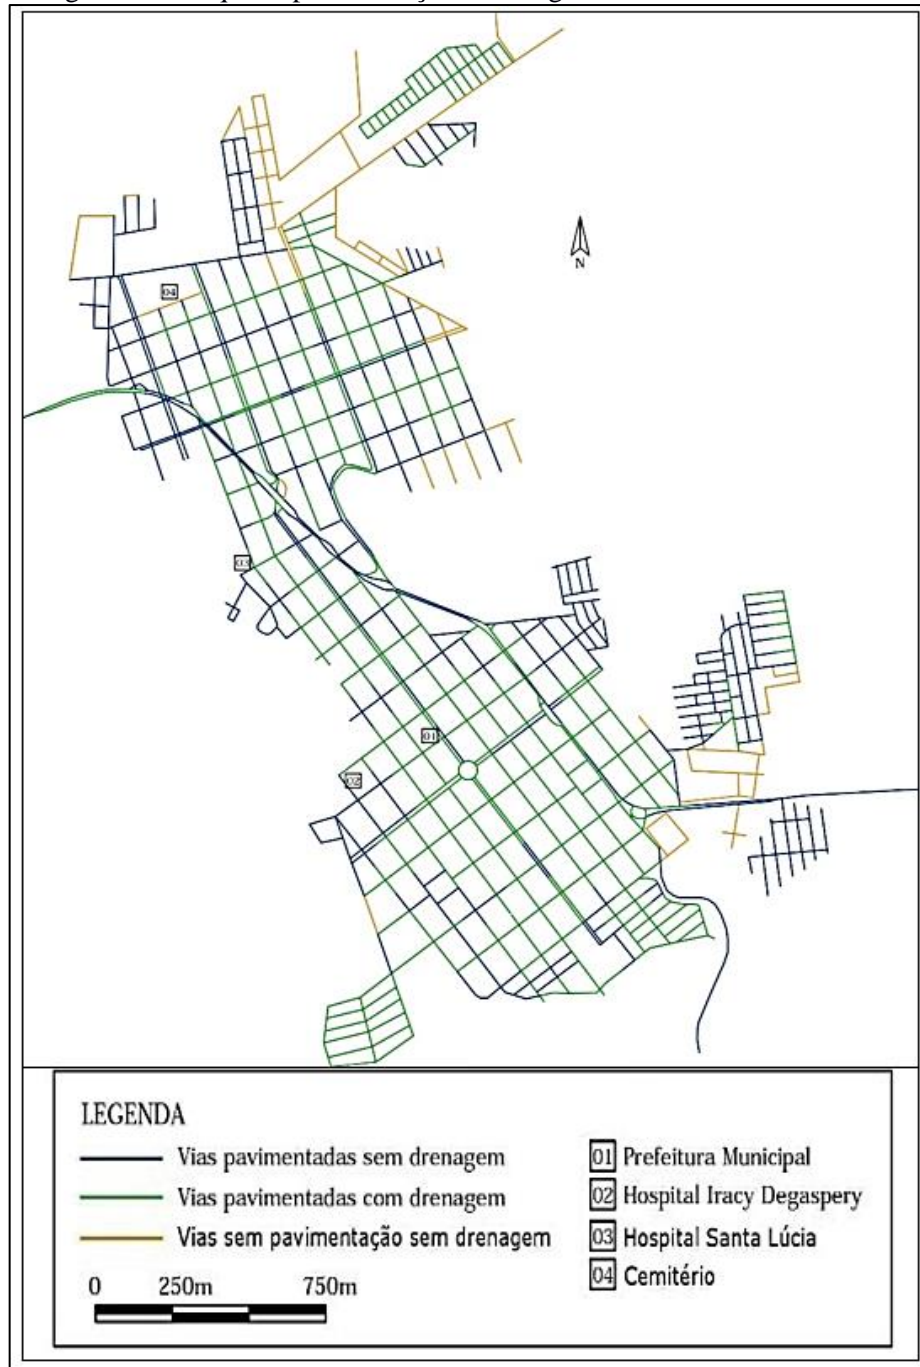 04
N
03
01
02
LEGENDA
Vias pavimentadas sem drenagem
Vias pavimentadas com drenagem
Vias sem pavimentação sem drenagem
0 250m 750m
01 Prefeitura Municipal
02 Hospital Iracy Degaspery
03 Hospital Santa Lúcia
04 Cemitério